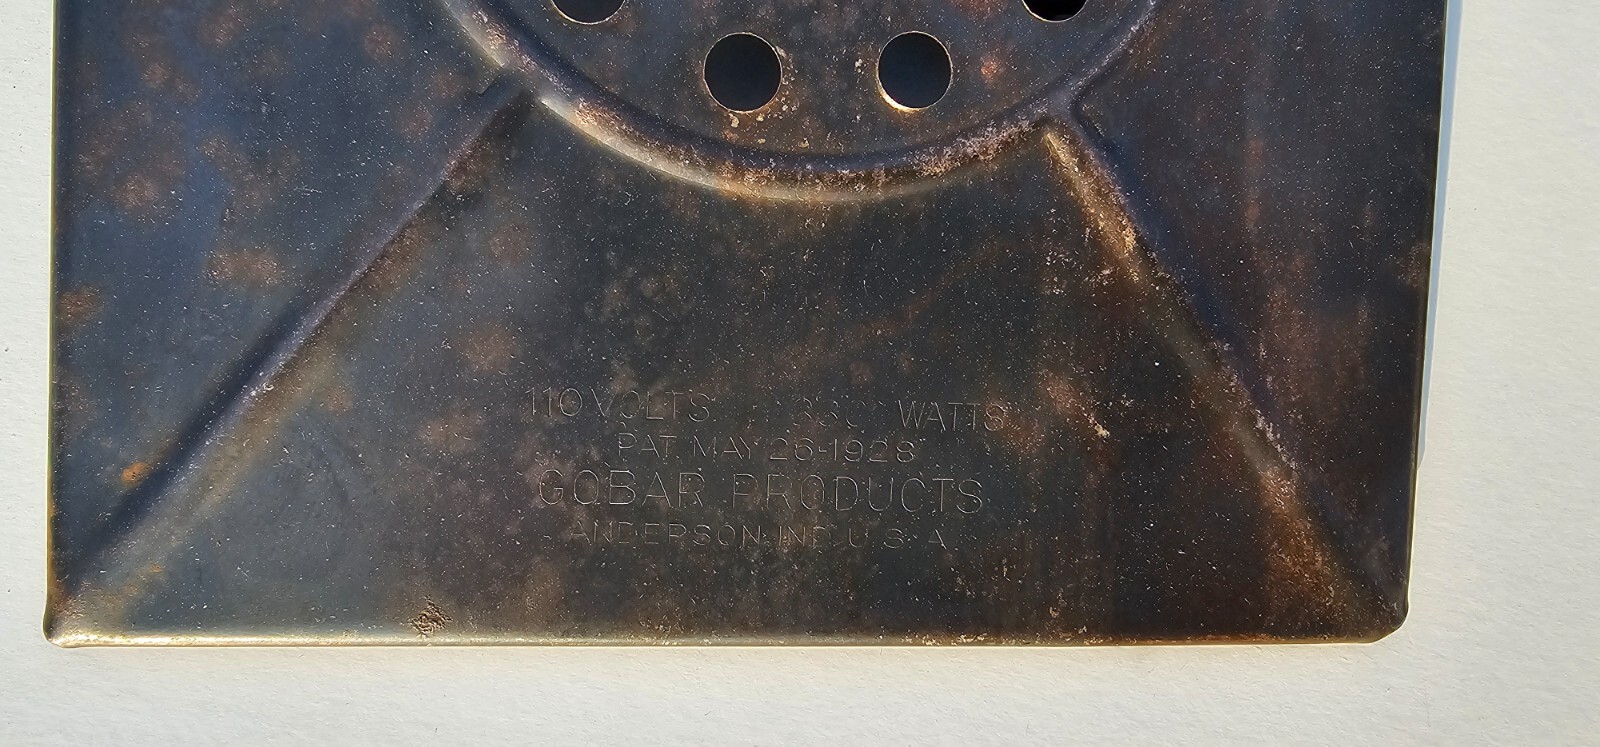 110 VOLTS WATTS
PAT. MAY 26-1928
GOBAR PRODUCTS
ANDERSON, IND. U.S.A.